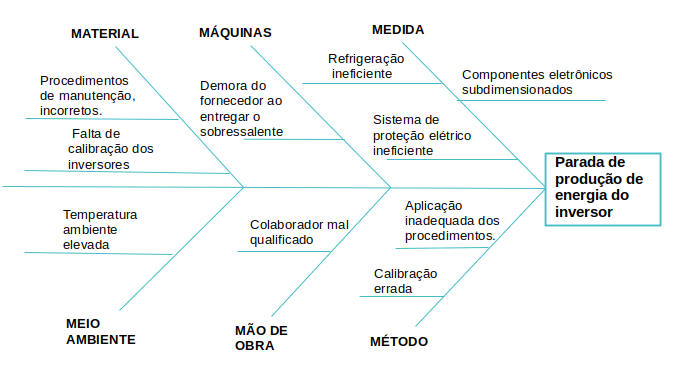 MATERIAL
MÁQUINAS
MEDIDA
Procedimentos
de manutenção,
incorretos.
Falta de
calibração dos
inversores
Demora do
fornecedor ao
entregar o
sobressalente
Refrigeração
ineficiente
Sistema de
proteção elétrico
ineficiente
Componentes eletrônicos
subdimensionados
Parada de
produção de
energia do
inversor
Temperatura
ambiente
elevada
Colaborador mal
qualificado
Aplicação
inadequada dos
procedimentos.
Calibração
errada
MEIO
AMBIENTE
MÃO DE
OBRA
MÉTODO